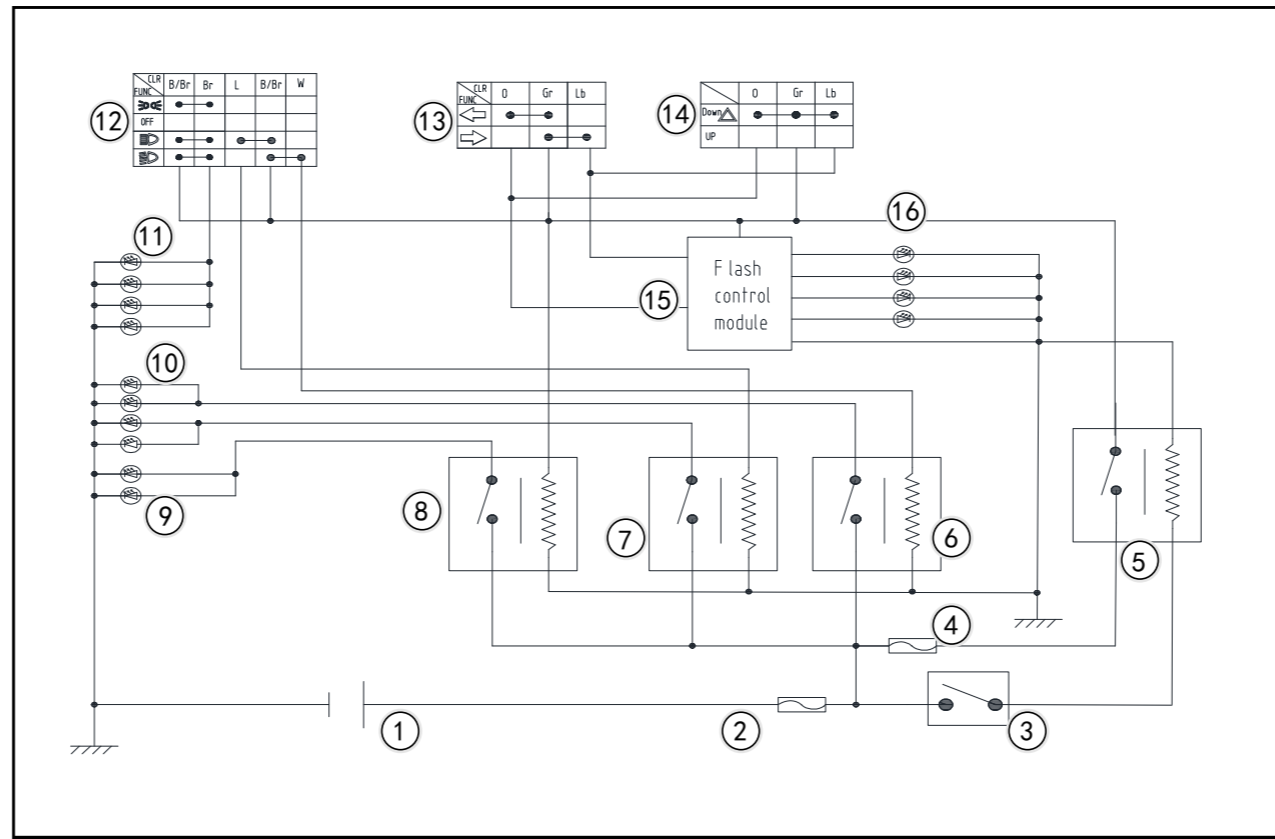 CLR B/Br Br L B/Br W
FUNC
OFF
12
CLR O Gr Lb
FUNC
13
O Gr Lb
Down
UP
14
16
11
Flash
control
module
15
10
9
8
7
6
5
4
3
2
1